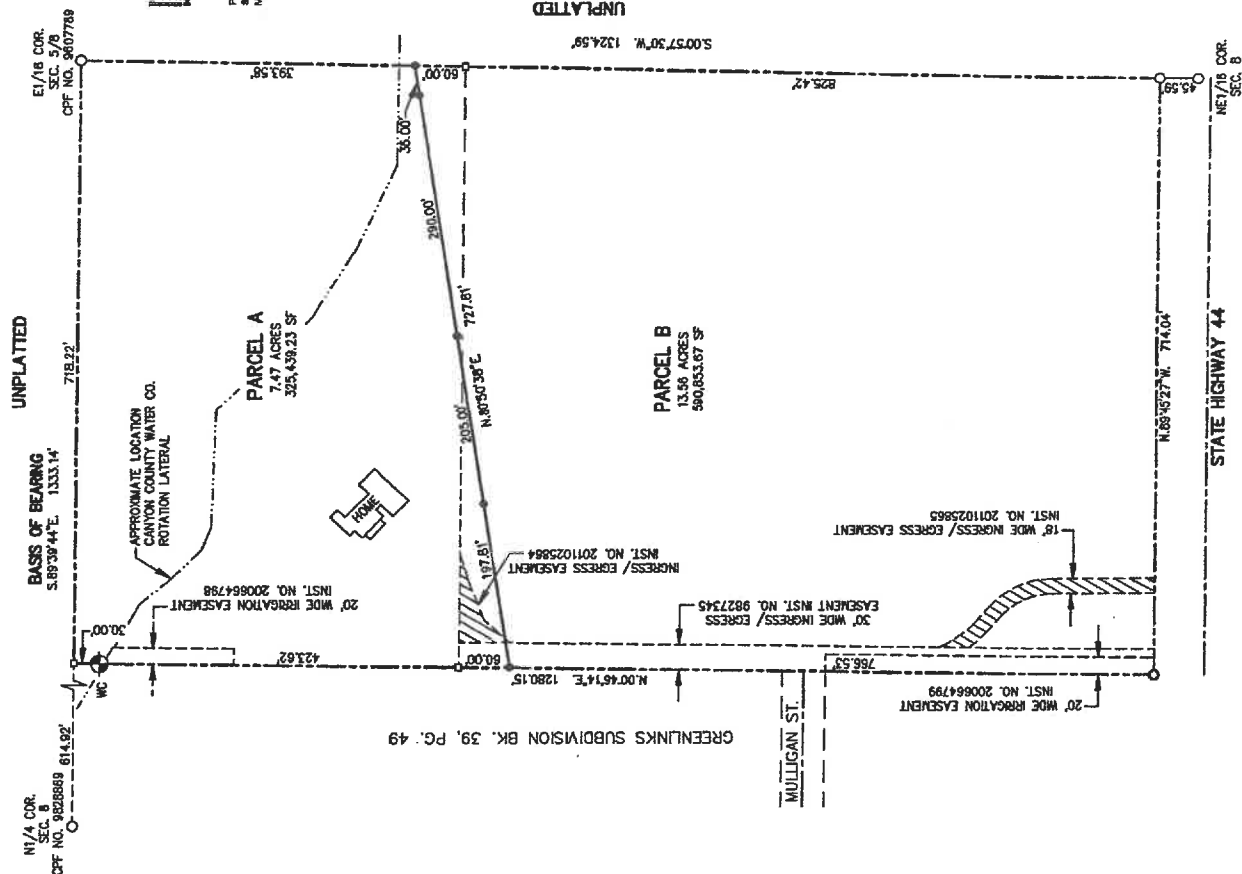 UNPLATTED
BASIS OF BEARING
S.89°39'44"E. 1333.14'
718.22'
N1/4 COR.
SEC. 8
CPF NO. 9828889
614.92'
WC
30.00'
E1/16 COR.
SEC. 5/8
CPF NO. 9607789
APPROXIMATE LOCATION
CANYON COUNTY WATER CO.
ROTATION LATERAL
20' WIDE IRRIGATION EASEMENT
INST. NO. 200664798
423.62'
393.58'
UNPLATTED
S.00°57'30"W. 1324.59'
PARCEL A
7.47 ACRES
325,439.23 SF
HOME
36.00'
60.00'
290.00'
727.61'
N.80°50'38"E.
205.00'
197.61'
INGRESS/ EGRESS EASEMENT
INST. NO. 2011025864
60.00'
N.00°46'14"E. 1280.15'
GREENLINKS SUBDIVISION BK. 39, PG. 49
PARCEL B
13.56 ACRES
590,853.67 SF
825.42'
30' WIDE INGRESS/ EGRESS
EASEMENT INST. NO. 9827345
18' WIDE INGRESS/ EGRESS EASEMENT
INST. NO. 2011025865
MULLIGAN ST.
766.53'
20' WIDE IRRIGATION EASEMENT
INST. NO. 200664799
N.89°45'27"W. 714.04'
45.59'
NE1/16 COR.
SEC. 8
STATE HIGHWAY 44